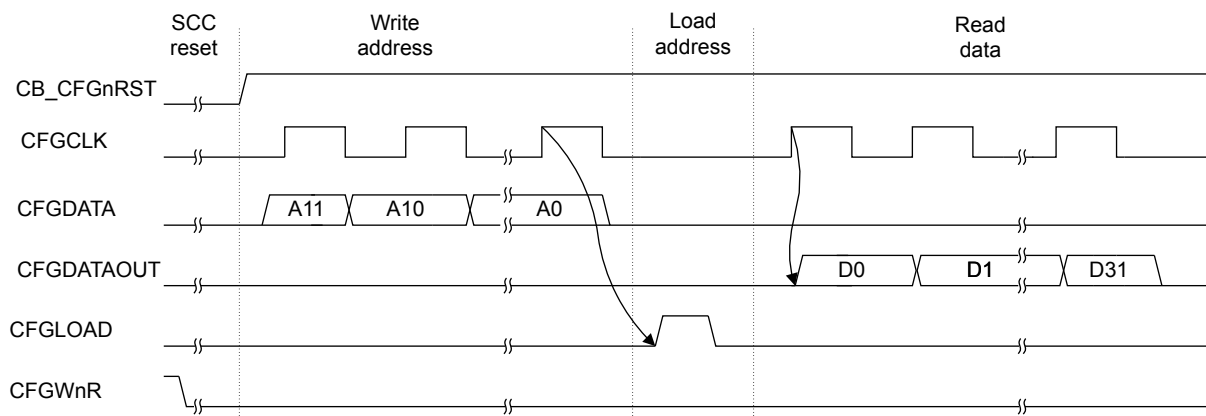 SCC
reset
Write
address
Load
address
Read
data
CB_CFGnRST
CFGCLK
CFGDATA
A11
A10
A0
CFGDATAOUT
D0
D1
D31
CFGLOAD
CFGWnR